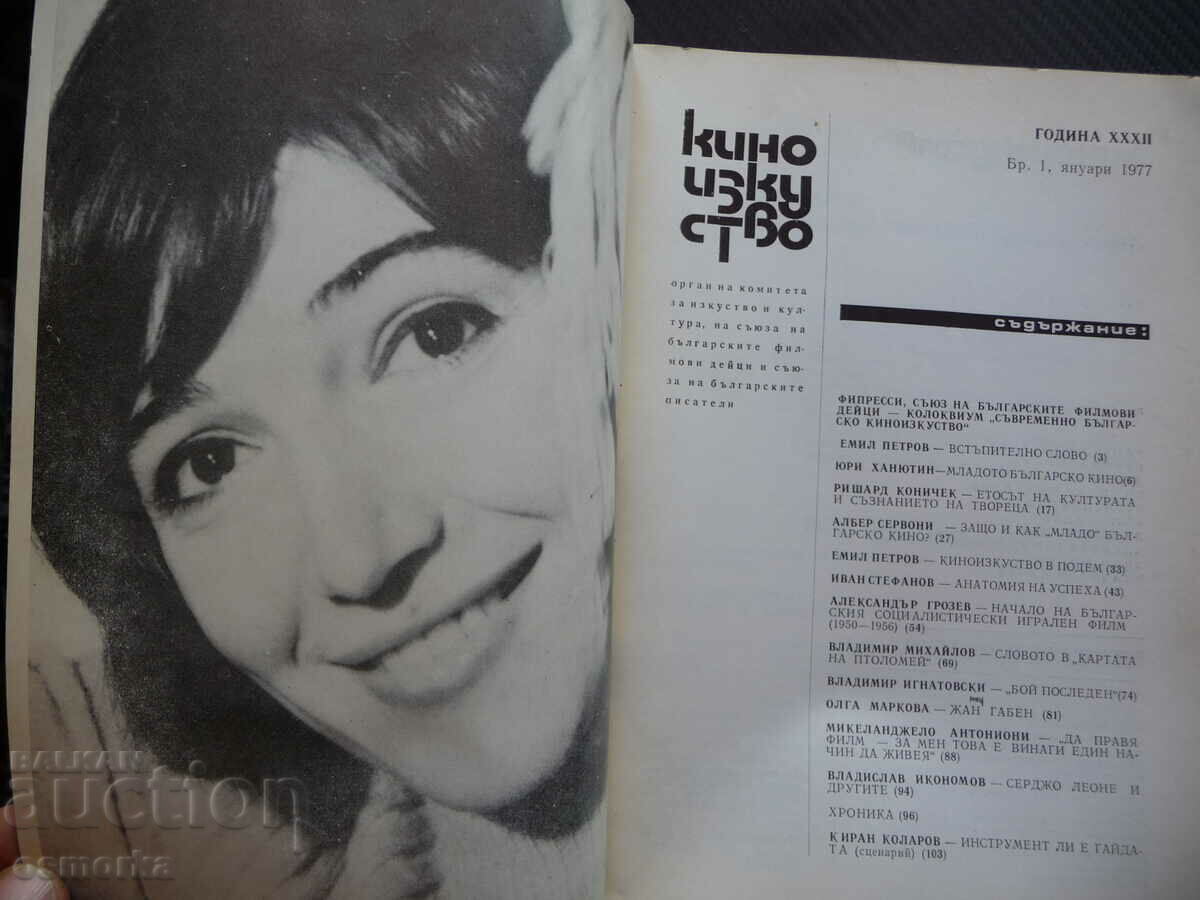 кино
изку
ство
орган на комитета
за изкуство и кул-
тура, на съюза на
българските фил-
мови дейци и съю-
за на българските
писатели
ГОДИНА XXXII
Бр. 1, януари 1977
съдържание:
ФИПРЕССИ, СЪЮЗ НА БЪЛГАРСКИТЕ ФИЛМОВИ
ДЕЙЦИ — КОЛОКВИУМ „СЪВРЕМЕННО БЪЛГАР-
СКО КИНОИЗКУСТВО“
ЕМИЛ ПЕТРОВ — ВСТЪПИТЕЛНО СЛОВО (3)
ЮРИ ХАНЮТИН — МЛАДОТО БЪЛГАРСКО КИНО(6)
РИШАРД КОНИЧЕК — ЕТОСЪТ НА КУЛТУРАТА
И СЪЗНАНИЕТО НА ТВОРЕЦА (17)
АЛБЕР СЕРВОНИ — ЗАЩО И КАК „МЛАДО“ БЪЛ-
ГАРСКО КИНО? (27)
ЕМИЛ ПЕТРОВ — КИНОИЗКУСТВО В ПОДЕМ (33)
ИВАН СТЕФАНОВ — АНАТОМИЯ НА УСПЕХА (43)
АЛЕКСАНДЪР ГРОЗЕВ — НАЧАЛО НА БЪЛГАР-
СКИЯ СОЦИАЛИСТИЧЕСКИ ИГРАЛЕН ФИЛМ
(1950—1956) (54)
ВЛАДИМИР МИХАЙЛОВ — СЛОВОТО В „КАРТАТА
НА ПТОЛОМЕЙ“ (69)
ВЛАДИМИР ИГНАТОВСКИ — „БОЙ ПОСЛЕДЕН“(74)
ОЛГА МАРКОВА — ЖАН ГАБЕН (81)
МИКЕЛАНДЖЕЛО АНТОНИОНИ — „ДА ПРАВЯ
ФИЛМ — ЗА МЕН ТОВА Е ВИНАГИ ЕДИН НА-
ЧИН ДА ЖИВЕЯ“ (88)
ВЛАДИСЛАВ ИКОНОМОВ — СЕРДЖО ЛЕОНЕ И
ДРУГИТЕ (94)
ХРОНИКА (96)
КИРАН КОЛАРОВ — ИНСТРУМЕНТ ЛИ Е ГАЙДА-
ТА (сценарий) (103)
BALKAN
auction
osmorka